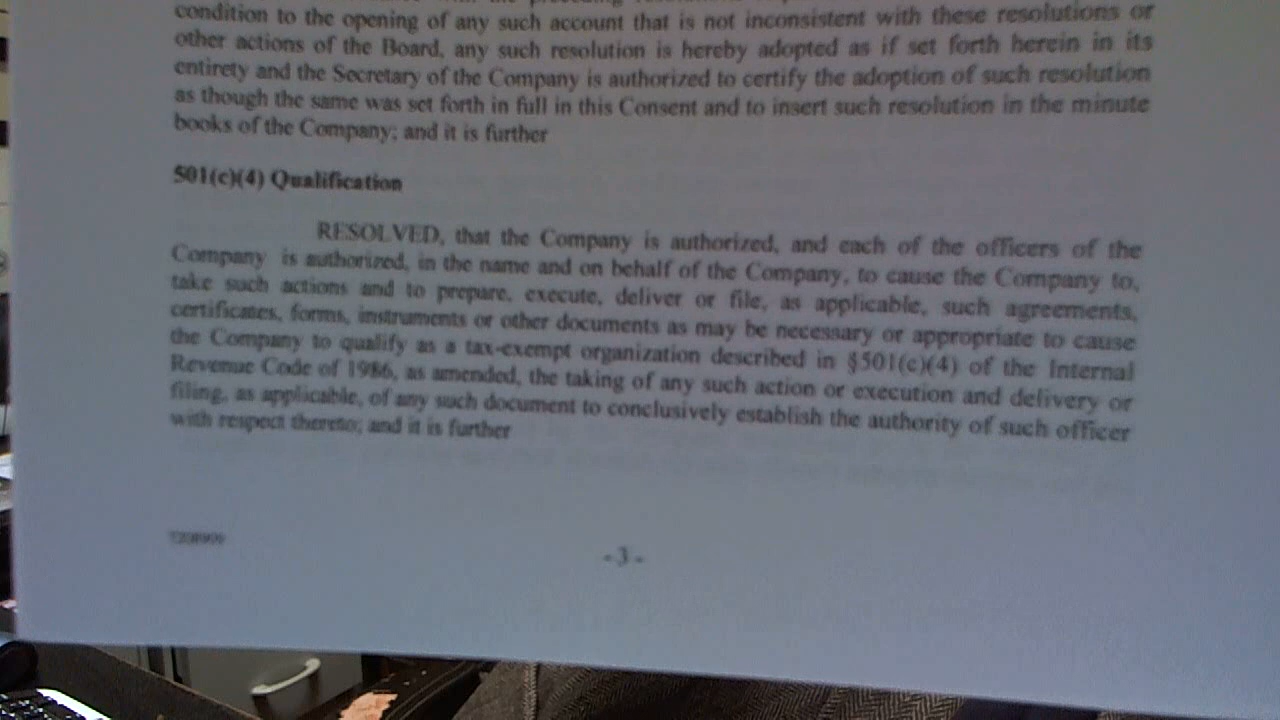 condition to the opening of any such account that is not inconsistent with these resolutions or
other actions of the Board, any such resolution is hereby adopted as if set forth herein in its
entirety and the Secretary of the Company is authorized to certify the adoption of such resolution
as though the same was set forth in full in this Consent and to insert such resolution in the minute
books of the Company; and it is further
501(c)(4) Qualification
RESOLVED, that the Company is authorized, and each of the officers of the
Company is authorized, in the name and on behalf of the Company, to cause the Company to,
take such actions and to prepare, execute, deliver or file, as applicable, such agreements,
certificates, forms, instruments or other documents as may be necessary or appropriate to cause
the Company to qualify as a tax-exempt organization described in §501(c)(4) of the Internal
Revenue Code of 1986, as amended, the taking of any such action or execution and delivery or
filing, as applicable, of any such document to conclusively establish the authority of such officer
with respect thereto; and it is further
- 3 -